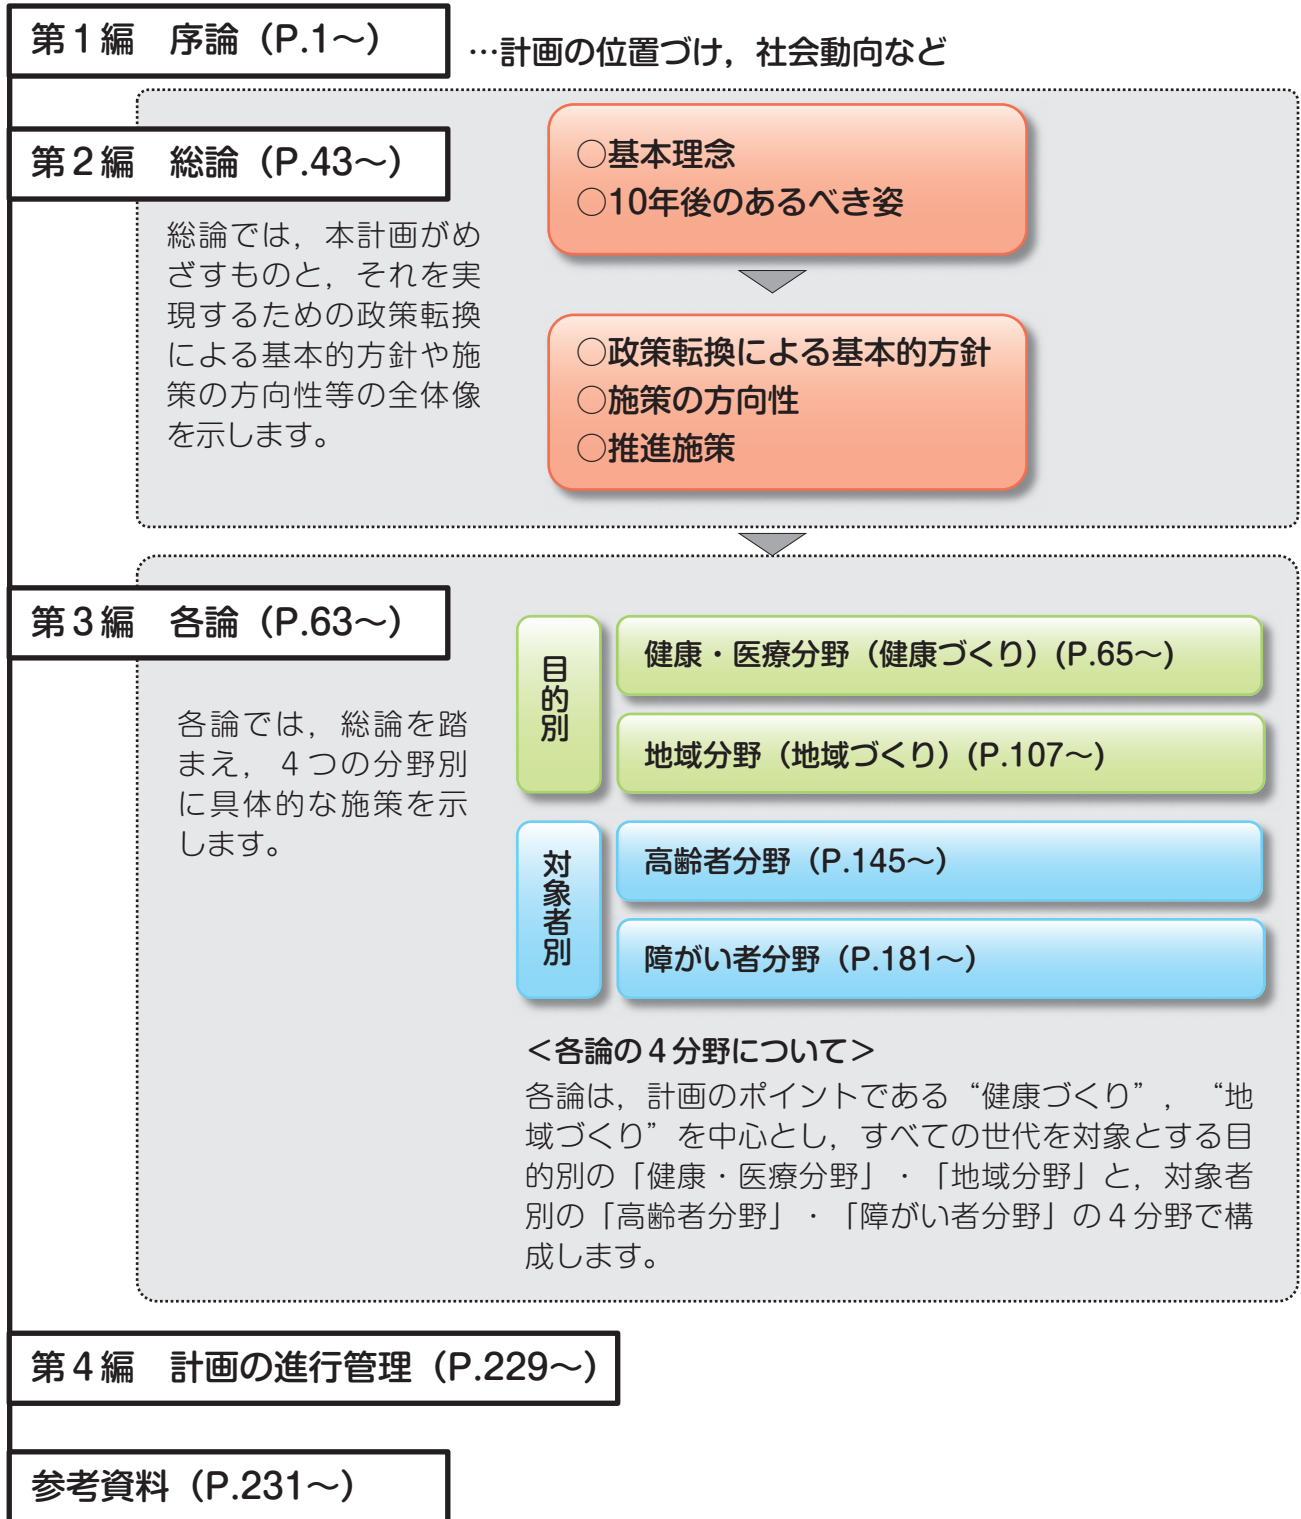 第1編　序論（P.1～）
…計画の位置づけ，社会動向など
第2編　総論（P.43～）
総論では，本計画がめ
ざすものと，それを実
現するための政策転換
による基本的方針や施
策の方向性等の全体像
を示します。
○基本理念
○10年後のあるべき姿
○政策転換による基本的方針
○施策の方向性
○推進施策
第3編　各論（P.63～）
各論では，総論を踏
まえ，４つの分野別
に具体的な施策を示
します。
目的別
健康・医療分野（健康づくり）(P.65～)
地域分野（地域づくり）(P.107～)
対象者別
高齢者分野（P.145～）
障がい者分野（P.181～）
＜各論の４分野について＞
各論は，計画のポイントである“健康づくり”，“地
域づくり”を中心とし，すべての世代を対象とする目
的別の「健康・医療分野」・「地域分野」と，対象者
別の「高齢者分野」・「障がい者分野」の４分野で構
成します。
第4編　計画の進行管理（P.229～）
参考資料（P.231～）